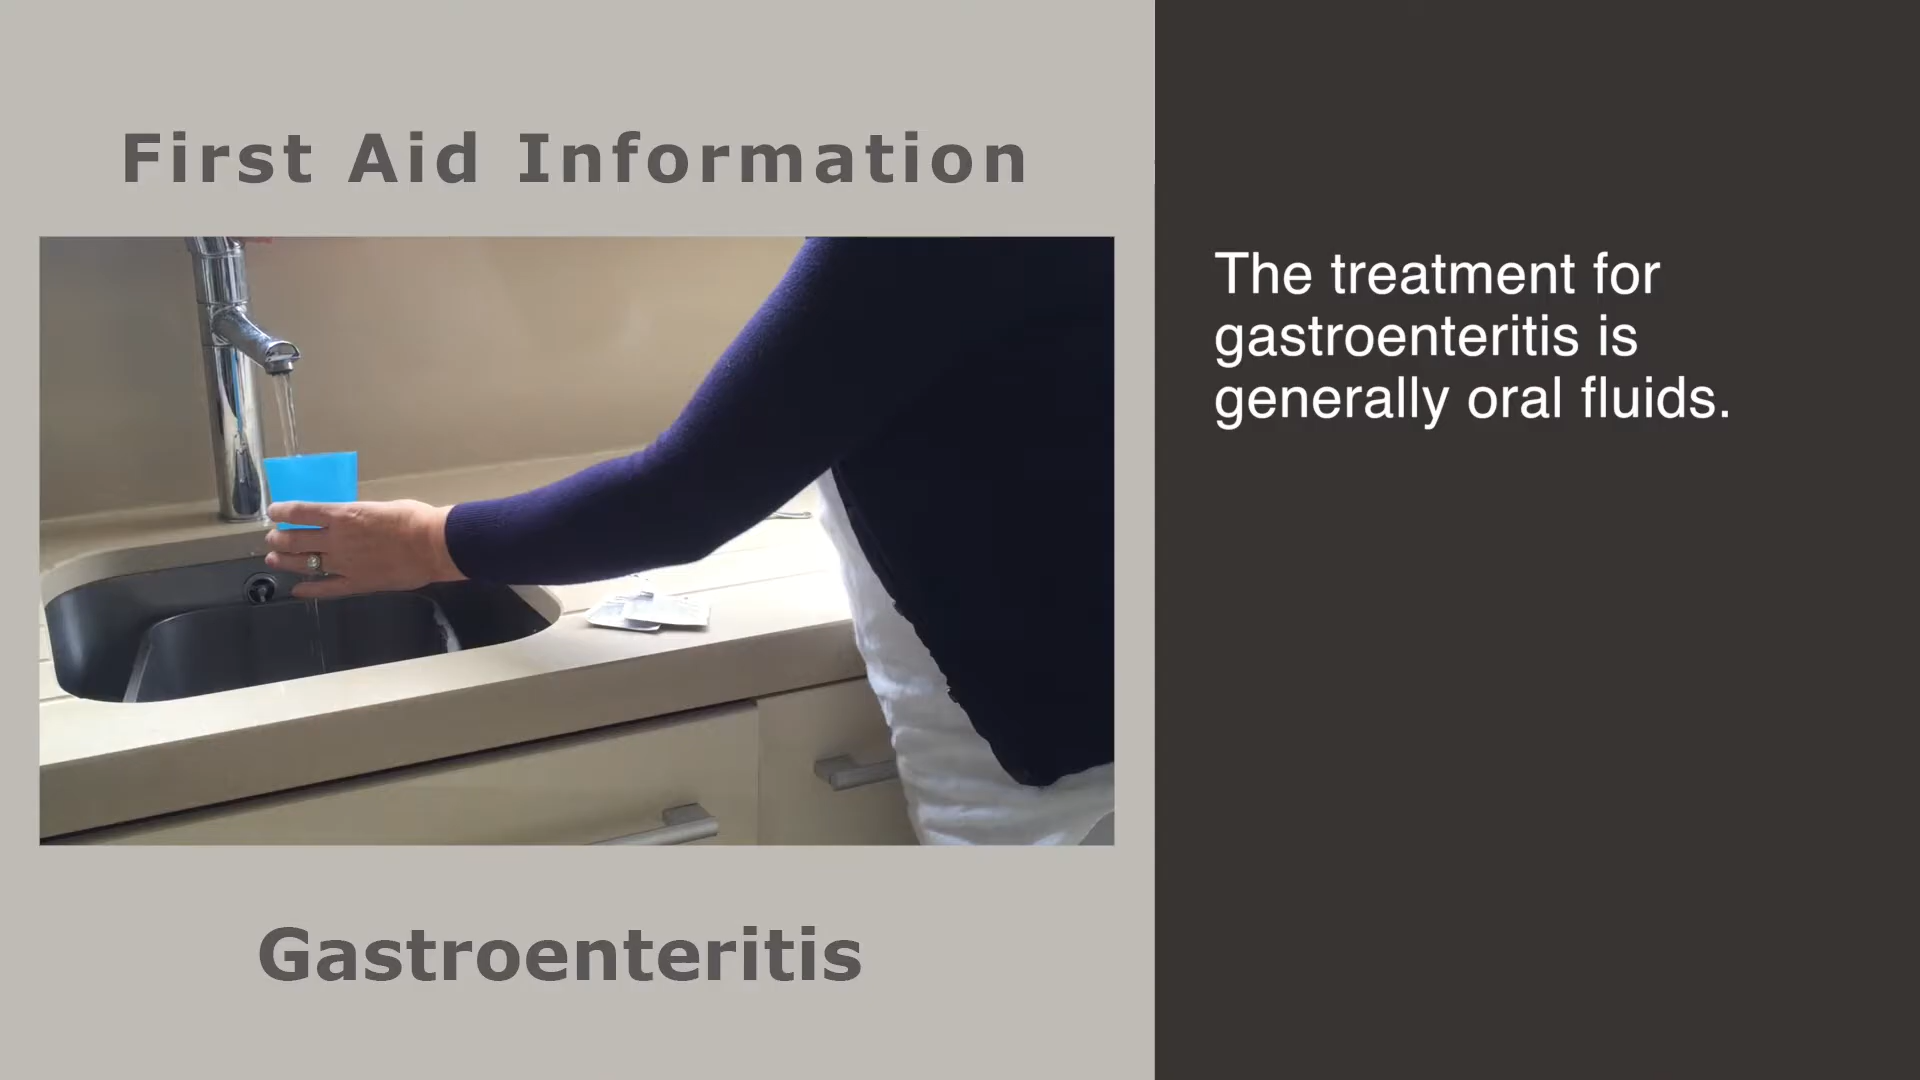 First Aid Information
The treatment for
gastroenteritis is
generally oral fluids.
Gastroenteritis